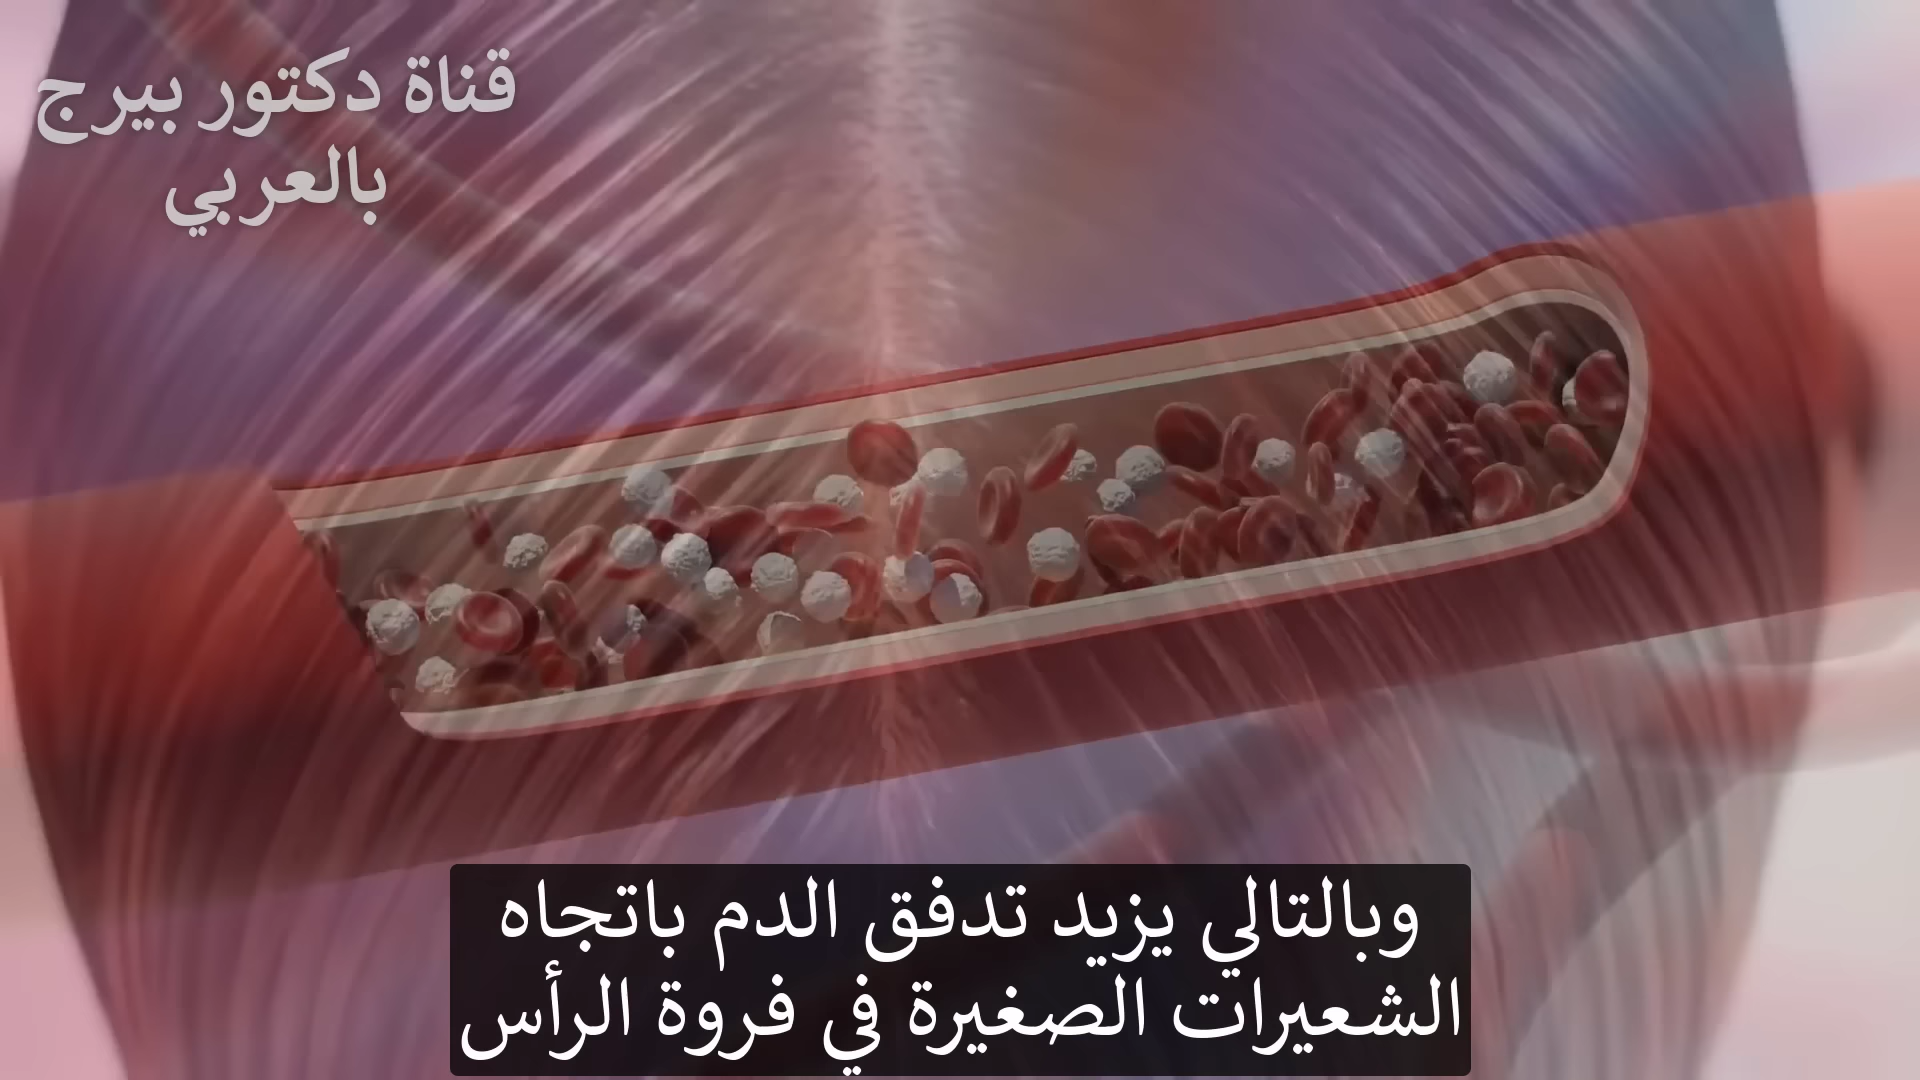 قناة دكتور بيرج
بالعربي
وبالتالي يزيد تدفق الدم باتجاه
الشعيرات الصغيرة في فروة الرأس